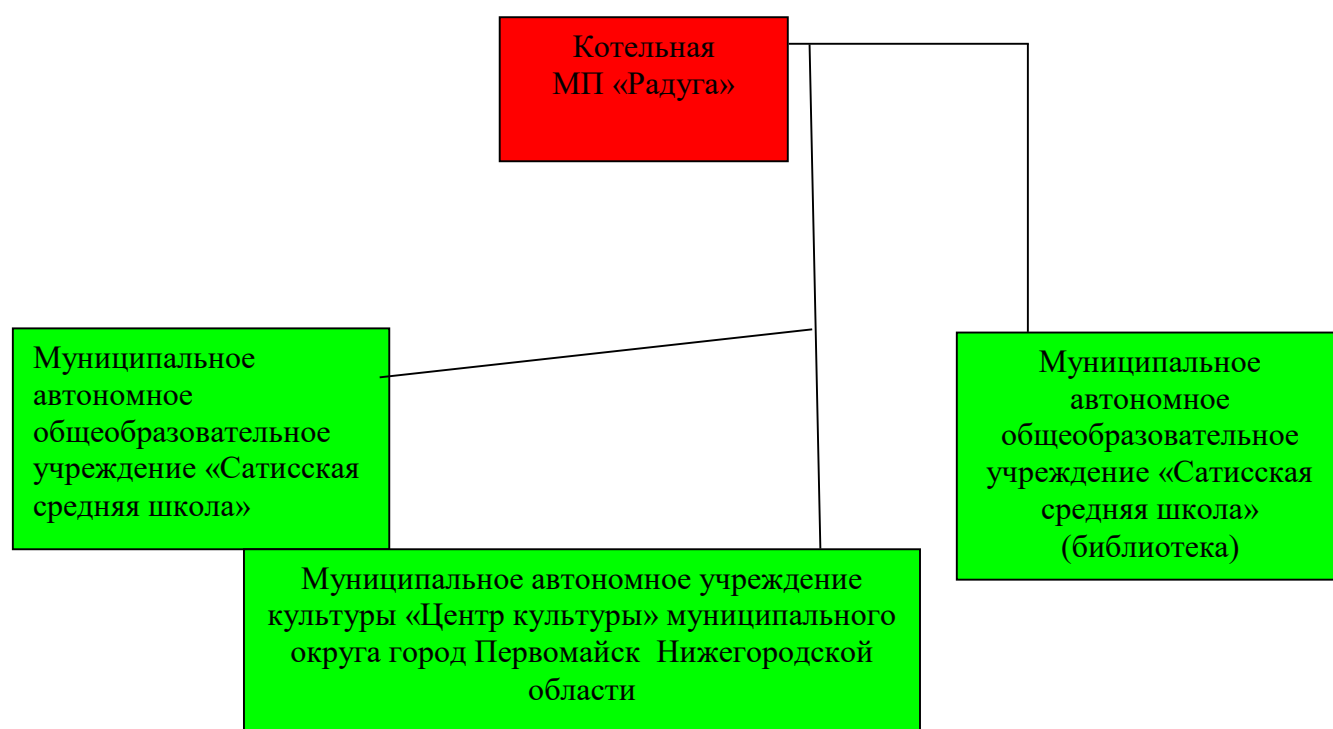 Котельная
МП «Радуга»
Муниципальное
автономное
общеобразовательное
учреждение «Сатисская
средняя школа»
Муниципальное
автономное
общеобразовательное
учреждение «Сатисская
средняя школа»
(библиотека)
Муниципальное автономное учреждение
культуры «Центр культуры» муниципального
округа город Первомайск Нижегородской
области